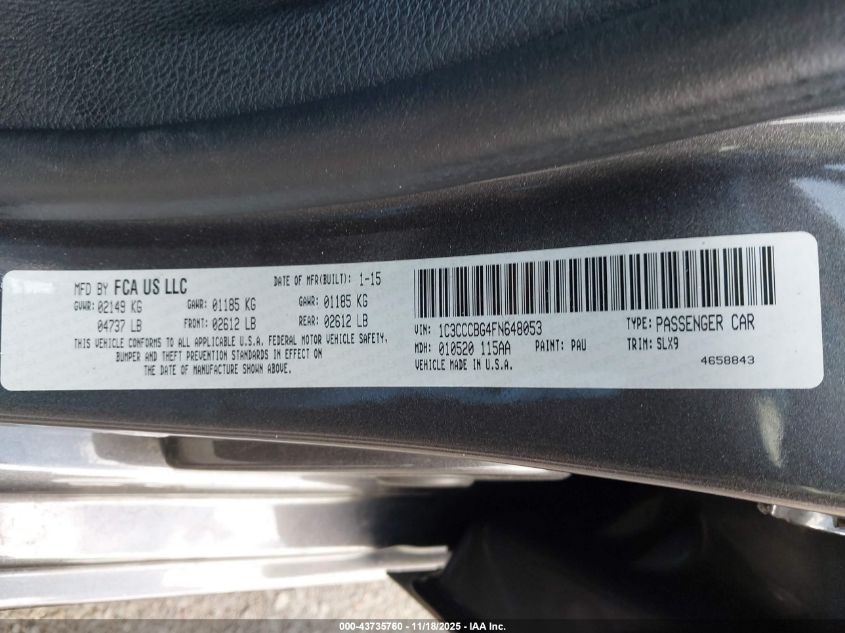 MFD BY FCA US LLC DATE OF MFR(BUILT): 1-15
GVWR: 02149 KG GAWR: 01185 KG GAWR: 01185 KG
04737 LB FRONT: 02612 LB REAR: 02612 LB
THIS VEHICLE CONFORMS TO ALL APPLICABLE U.S.A. FEDERAL MOTOR VEHICLE SAFETY,
BUMPER AND THEFT PREVENTION STANDARDS IN EFFECT ON
THE DATE OF MANUFACTURE SHOWN ABOVE.
VIN: 1C3CCCBG4FN648053 TYPE: PASSENGER CAR
MDH: 010520 115AA PAINT: PAU TRIM: SLX9
VEHICLE MADE IN U.S.A. 4658843
000-43735760 - 11/18/2025 - IAA Inc.